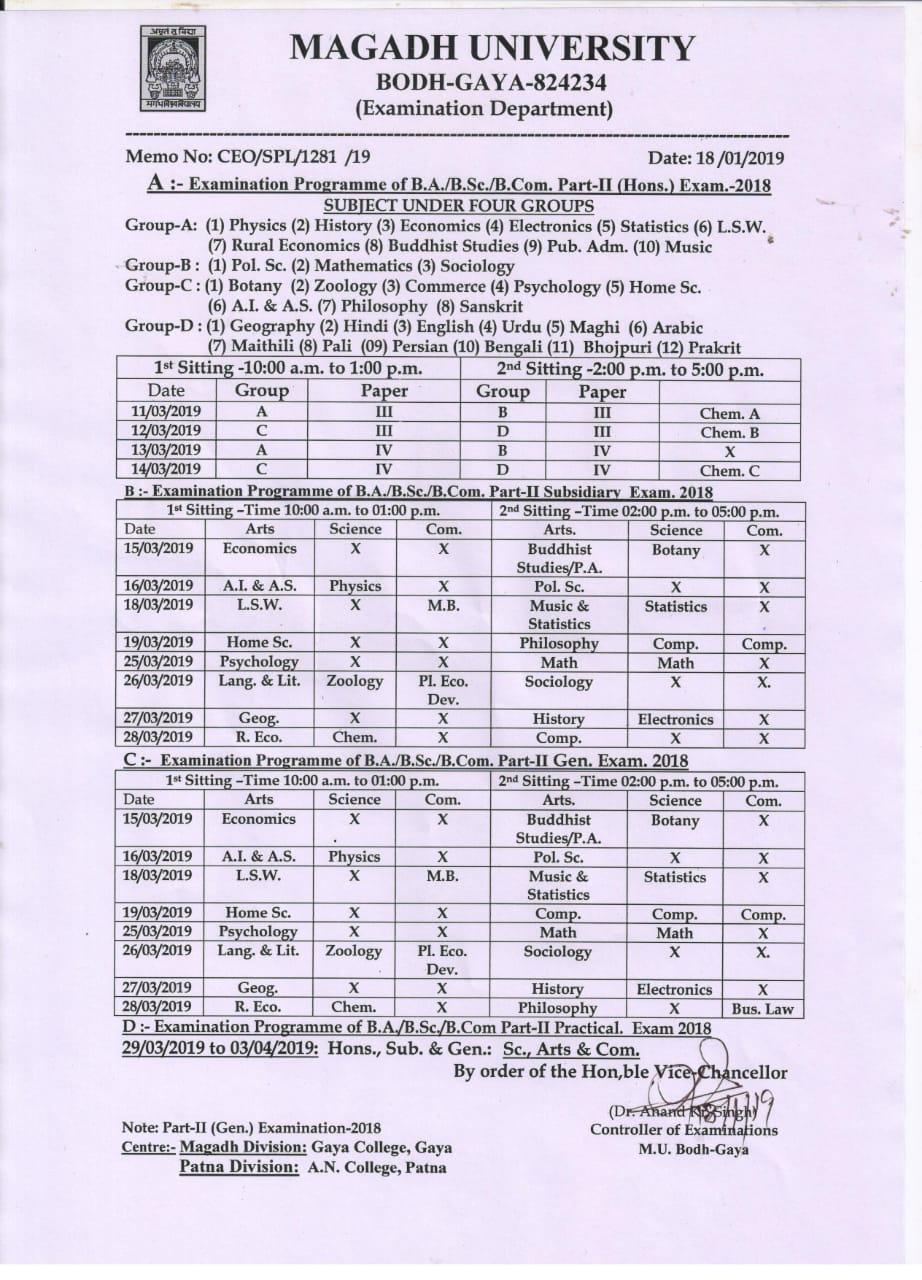 अमृतं तु विद्या
मगध विश्वविद्यालय
MAGADH UNIVERSITY
BODH-GAYA-824234
(Examination Department)
Memo No: CEO/SPL/1281 /19 Date: 18/01/2019
A :- Examination Programme of B.A./B.Sc./B.Com. Part-II (Hons.) Exam.-2018
SUBJECT UNDER FOUR GROUPS
Group-A: (1) Physics (2) History (3) Economics (4) Electronics (5) Statistics (6) L.S.W.
(7) Rural Economics (8) Buddhist Studies (9) Pub. Adm. (10) Music
Group-B : (1) Pol. Sc. (2) Mathematics (3) Sociology
Group-C : (1) Botany (2) Zoology (3) Commerce (4) Psychology (5) Home Sc.
(6) A.I. & A.S. (7) Philosophy (8) Sanskrit
Group-D : (1) Geography (2) Hindi (3) English (4) Urdu (5) Maghi (6) Arabic
(7) Maithili (8) Pali (09) Persian (10) Bengali (11) Bhojpuri (12) Prakrit
1st Sitting -10:00 a.m. to 1:00 p.m. 2nd Sitting -2:00 p.m. to 5:00 p.m.
Date Group Paper Group Paper
11/03/2019 A III B III Chem. A
12/03/2019 C III D III Chem. B
13/03/2019 A IV B IV X
14/03/2019 C IV D IV Chem. C
B :- Examination Programme of B.A./B.Sc./B.Com. Part-II Subsidiary Exam. 2018
1st Sitting –Time 10:00 a.m. to 01:00 p.m. 2nd Sitting –Time 02:00 p.m. to 05:00 p.m.
Date Arts Science Com. Arts. Science Com.
15/03/2019 Economics X X Buddhist Botany X
Studies/P.A.
16/03/2019 A.I. & A.S. Physics X Pol. Sc. X X
18/03/2019 L.S.W. X M.B. Music & Statistics X
Statistics
19/03/2019 Home Sc. X X Philosophy Comp. Comp.
25/03/2019 Psychology X X Math Math X
26/03/2019 Lang. & Lit. Zoology Pl. Eco. Sociology X X.
Dev.
27/03/2019 Geog. X X History Electronics X
28/03/2019 R. Eco. Chem. X Comp. X X
C :- Examination Programme of B.A./B.Sc./B.Com. Part-II Gen. Exam. 2018
1st Sitting –Time 10:00 a.m. to 01:00 p.m. 2nd Sitting –Time 02:00 p.m. to 05:00 p.m.
Date Arts Science Com. Arts. Science Com.
15/03/2019 Economics X X Buddhist Botany X
Studies/P.A.
16/03/2019 A.I. & A.S. Physics X Pol. Sc. X X
18/03/2019 L.S.W. X M.B. Music & Statistics X
Statistics
19/03/2019 Home Sc. X X Comp. Comp. Comp.
25/03/2019 Psychology X X Math Math X
26/03/2019 Lang. & Lit. Zoology Pl. Eco. Sociology X X.
Dev.
27/03/2019 Geog. X X History Electronics X
28/03/2019 R. Eco. Chem. X Philosophy X Bus. Law
D :- Examination Programme of B.A./B.Sc/B.Com Part-II Practical. Exam 2018
29/03/2019 to 03/04/2019: Hons., Sub. & Gen.: Sc., Arts & Com.
By order of the Hon,ble Vice-Chancellor
18/1/19
(Dr. Anand Kr. Singh)
Note: Part-II (Gen.) Examination-2018 Controller of Examinations
Centre:- Magadh Division: Gaya College, Gaya M.U. Bodh-Gaya
Patna Division: A.N. College, Patna